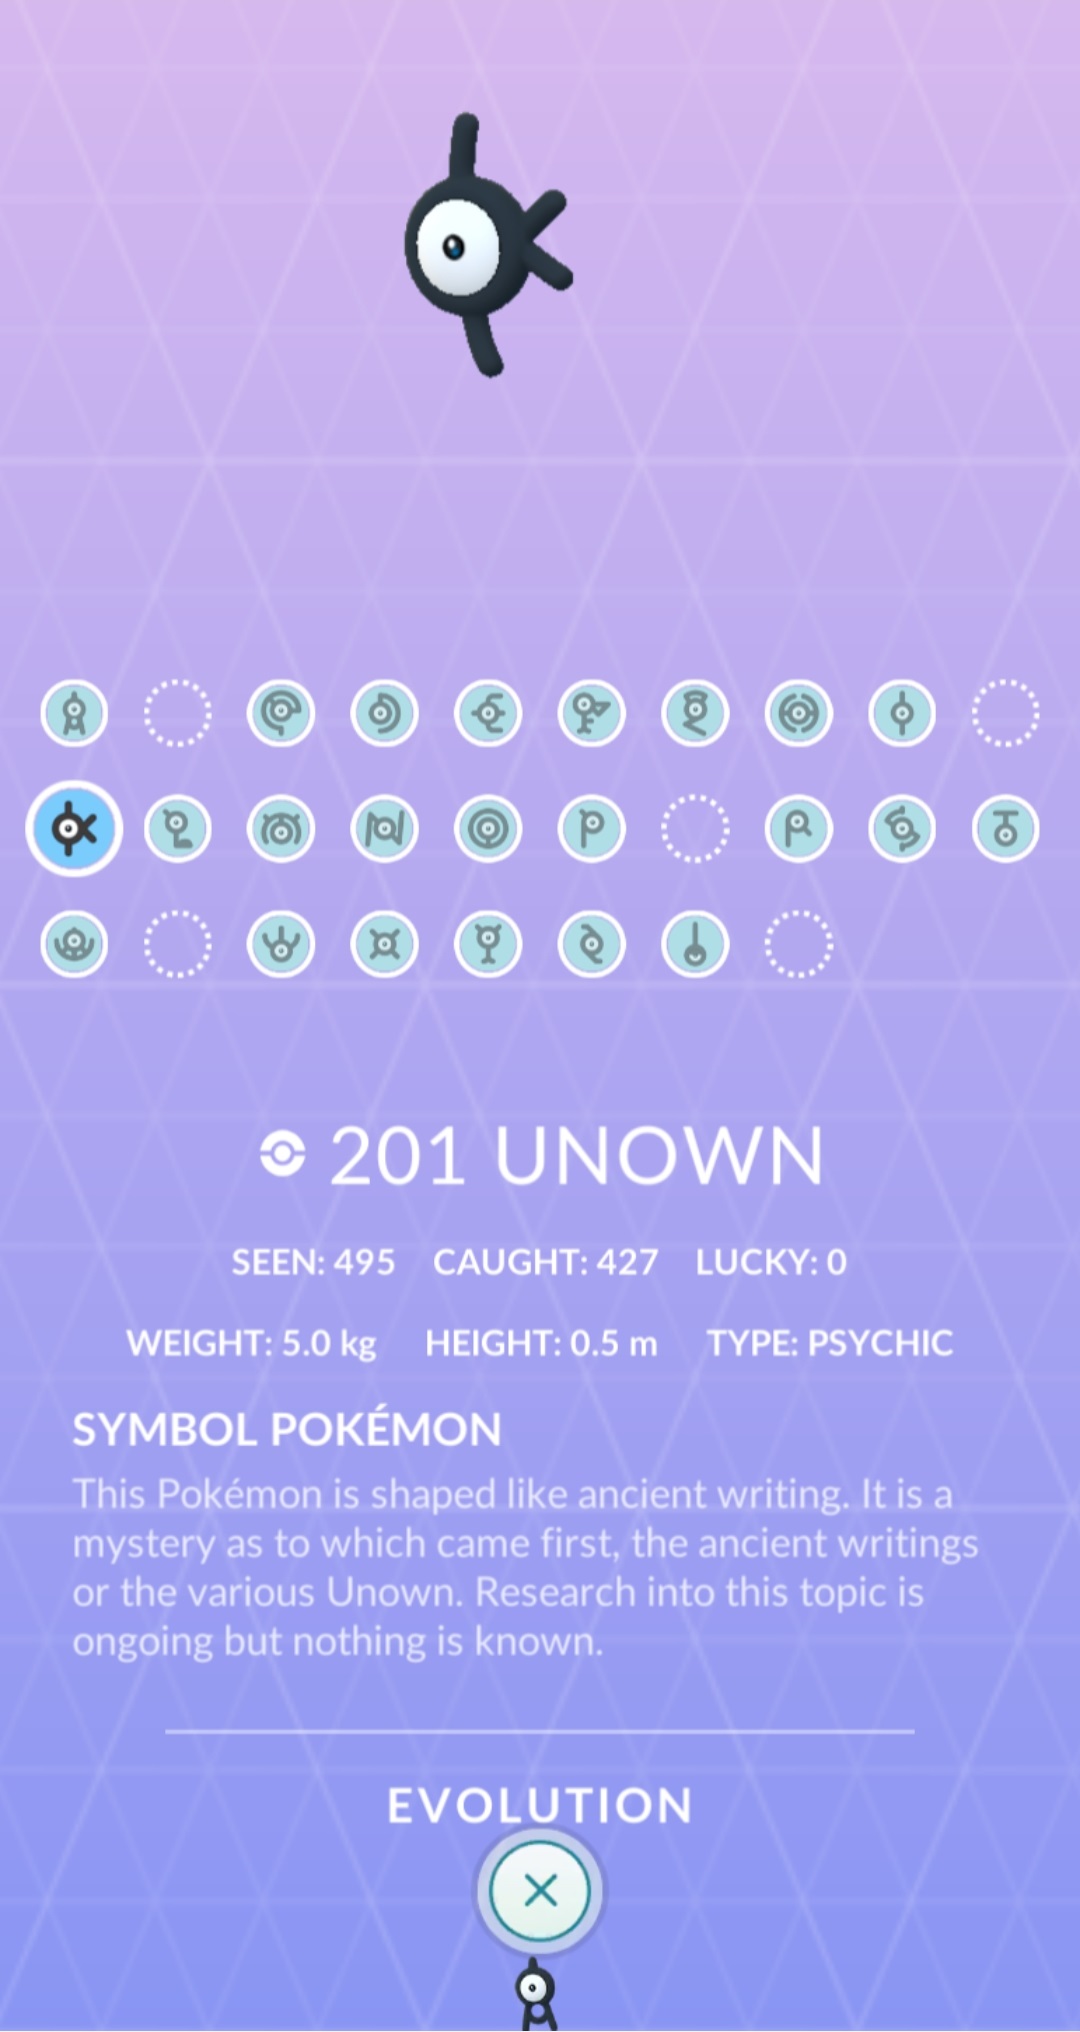 201 UNOWN
SEEN: 495 CAUGHT: 427 LUCKY: 0
WEIGHT: 5.0 kg HEIGHT: 0.5 m TYPE: PSYCHIC
SYMBOL POKÉMON
This Pokémon is shaped like ancient writing. It is a
mystery as to which came first, the ancient writings
or the various Unown. Research into this topic is
ongoing but nothing is known.
EVOLUTION